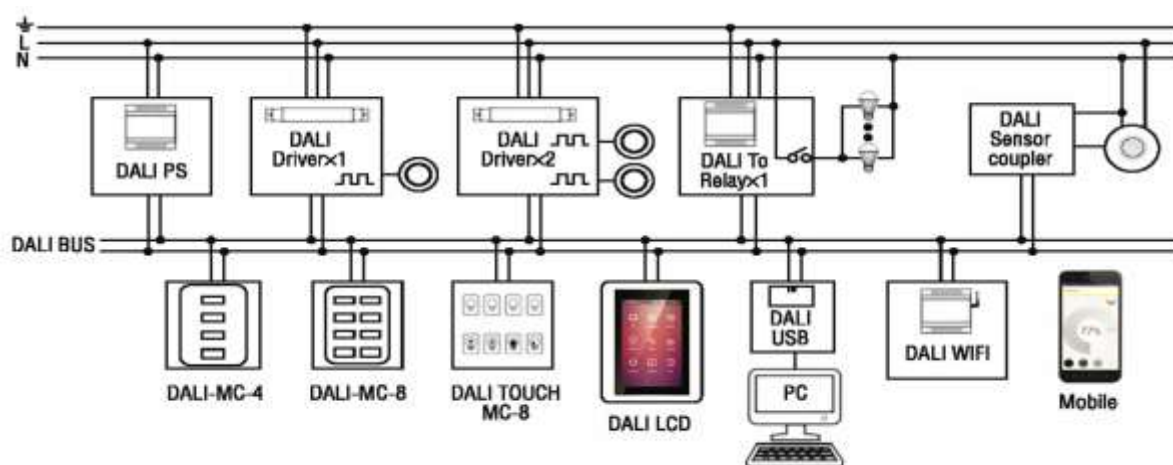 L
N
DALI PS
DALI
Driver×1
DALI
Driver×2
DALI To
Relay×1
DALI
Sensor
coupler
DALI BUS
DALI-MC-4
DALI-MC-8
DALI TOUCH
MC-8
DALI LCD
DALI
USB
PC
DALI WIFI
77%
Mobile